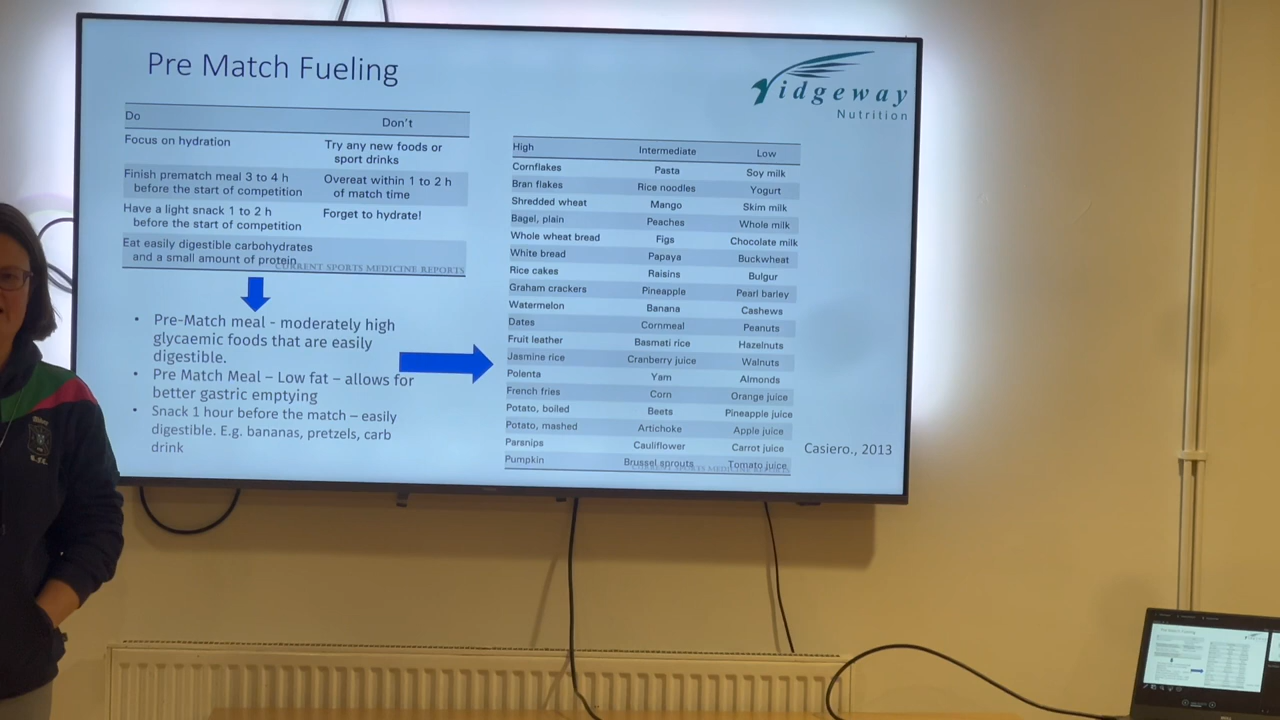 Pre Match Fueling
Ridgeway
Nutrition
Do Don't
Focus on hydration Try any new foods or
sport drinks
Finish prematch meal 3 to 4 h Overeat within 1 to 2 h
before the start of competition of match time
Have a light snack 1 to 2 h Forget to hydrate!
before the start of competition
Eat easily digestible carbohydrates
and a small amount of protein
CURRENT SPORTS MEDICINE REPORTS
• Pre-Match meal - moderately high
glycaemic foods that are easily
digestible.
• Pre Match Meal – Low fat – allows for
better gastric emptying
• Snack 1 hour before the match – easily
digestible. E.g. bananas, pretzels, carb
drink
High Intermediate Low
Cornflakes Pasta Soy milk
Bran flakes Rice noodles Yogurt
Shredded wheat Mango Skim milk
Bagel, plain Peaches Whole milk
Whole wheat bread Figs Chocolate milk
White bread Papaya Buckwheat
Rice cakes Raisins Bulgur
Graham crackers Pineapple Pearl barley
Watermelon Banana Cashews
Dates Cornmeal Peanuts
Fruit leather Basmati rice Hazelnuts
Jasmine rice Cranberry juice Walnuts
Polenta Yam Almonds
French fries Corn Orange juice
Potato, boiled Beets Pineapple juice
Potato, mashed Artichoke Apple juice
Parsnips Cauliflower Carrot juice
Pumpkin Brussel sprouts Tomato juice
Casiero., 2013
Pre Match Fueling